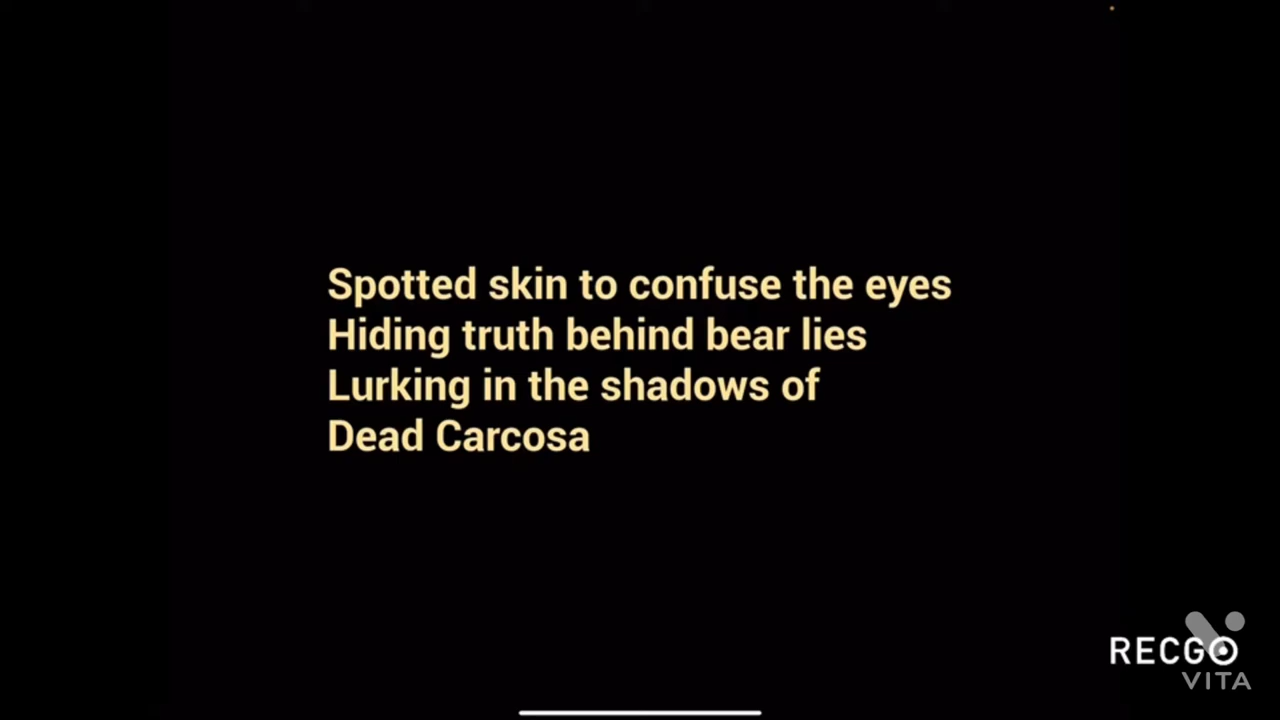 Spotted skin to confuse the eyes
Hiding truth behind bear lies
Lurking in the shadows of
Dead Carcosa
RECGO
VITA